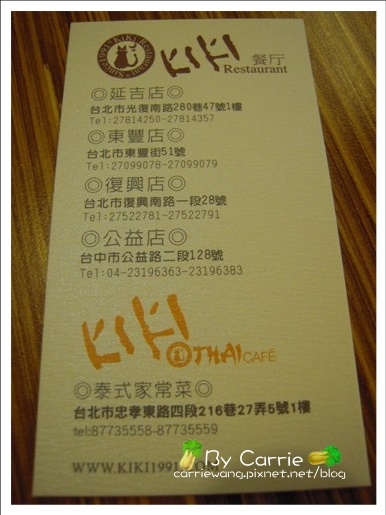 KIKI 餐厅
Restaurant
◎延吉店◎
台北市光復南路280巷47號1樓
Tel:27814250-27814357
◎東豐店◎
台北市東豐街51號
Tel:27099078-27099079
◎復興店◎
台北市復興南路一段28號
Tel:27522781-27522791
◎公益店◎
台中市公益路二段128號
Tel:04-23196363-23196383
KIKI
THAI CAFÉ
◎泰式家常菜◎
台北市忠孝東路四段216巷27弄5號1樓
tel:87735558-87735559
WWW.KIKI1991
By Carrie
carriewang.pixnet.net/blog